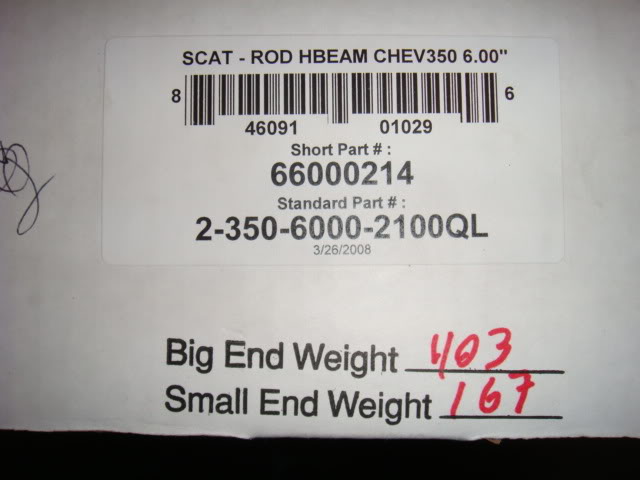 SCAT - ROD HBEAM CHEV350 6.00"
8 46091 01029 6
Short Part # :
66000214
Standard Part # :
2-350-6000-2100QL
3/26/2008
Big End Weight 403
Small End Weight 167